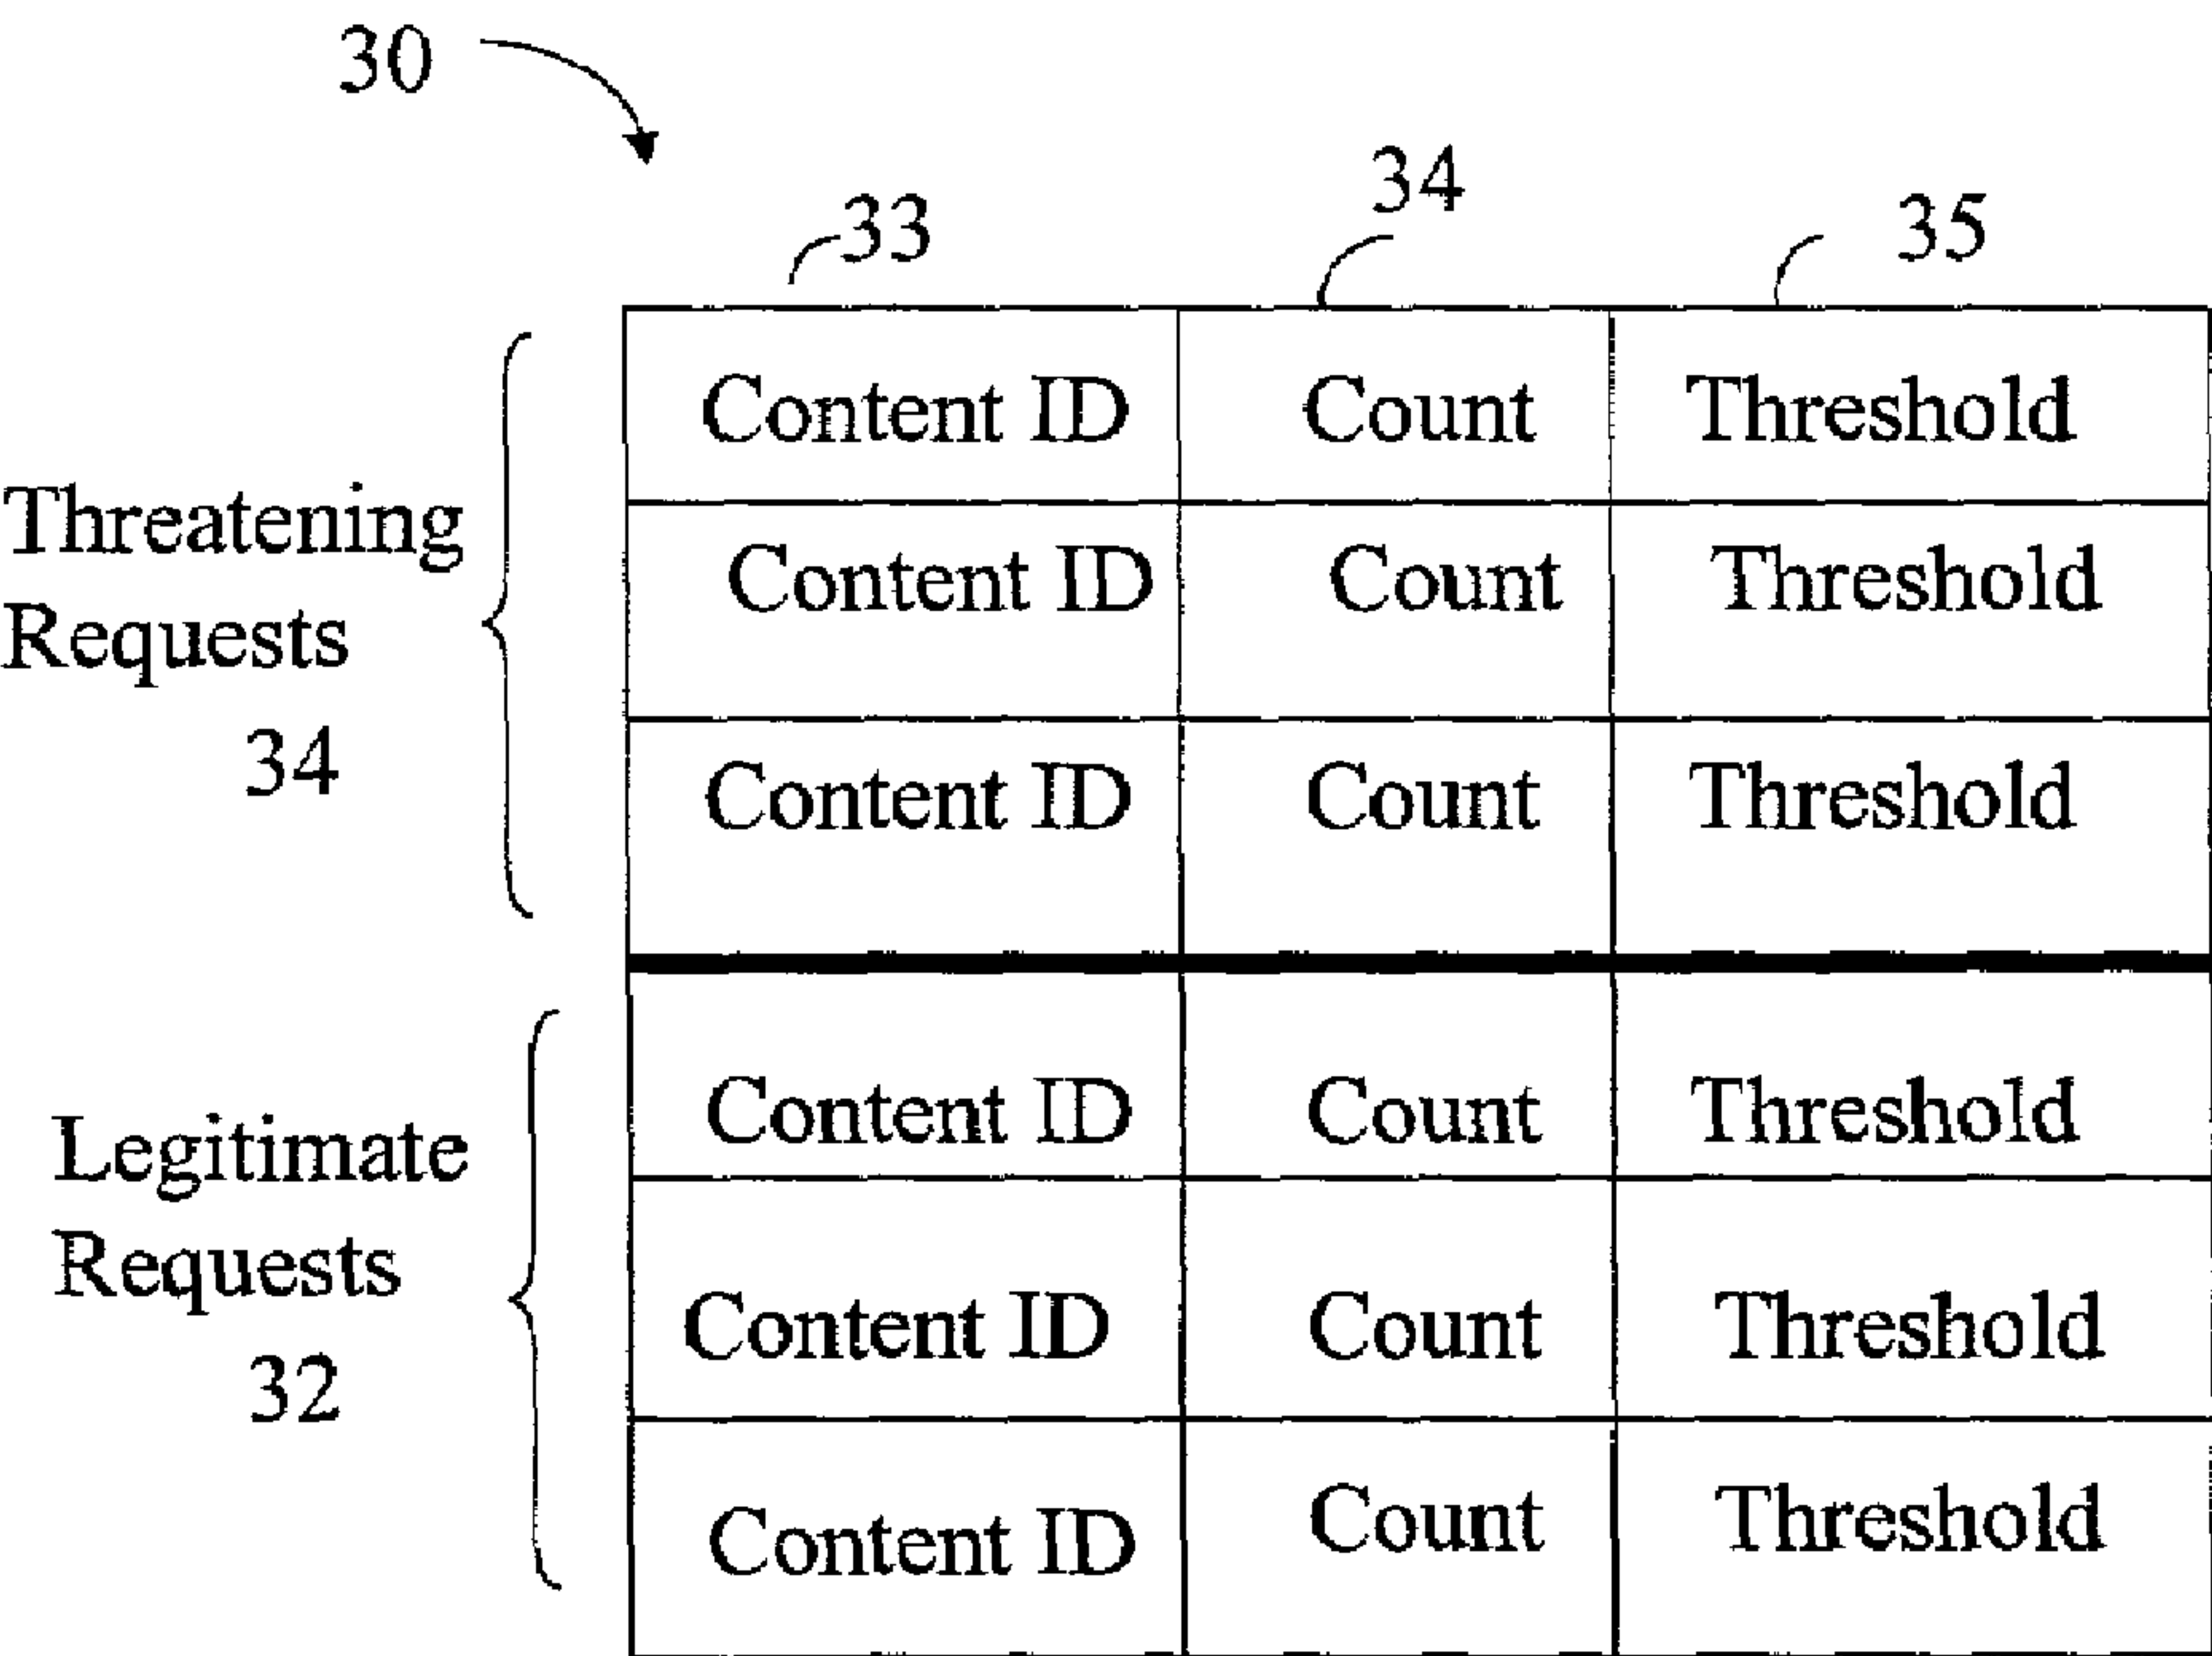 30
33 34 35
Content ID Count Threshold
Content ID Count Threshold
Content ID Count Threshold
Threatening
Requests
34
Content ID Count Threshold
Content ID Count Threshold
Content ID Count Threshold
Legitimate
Requests
32